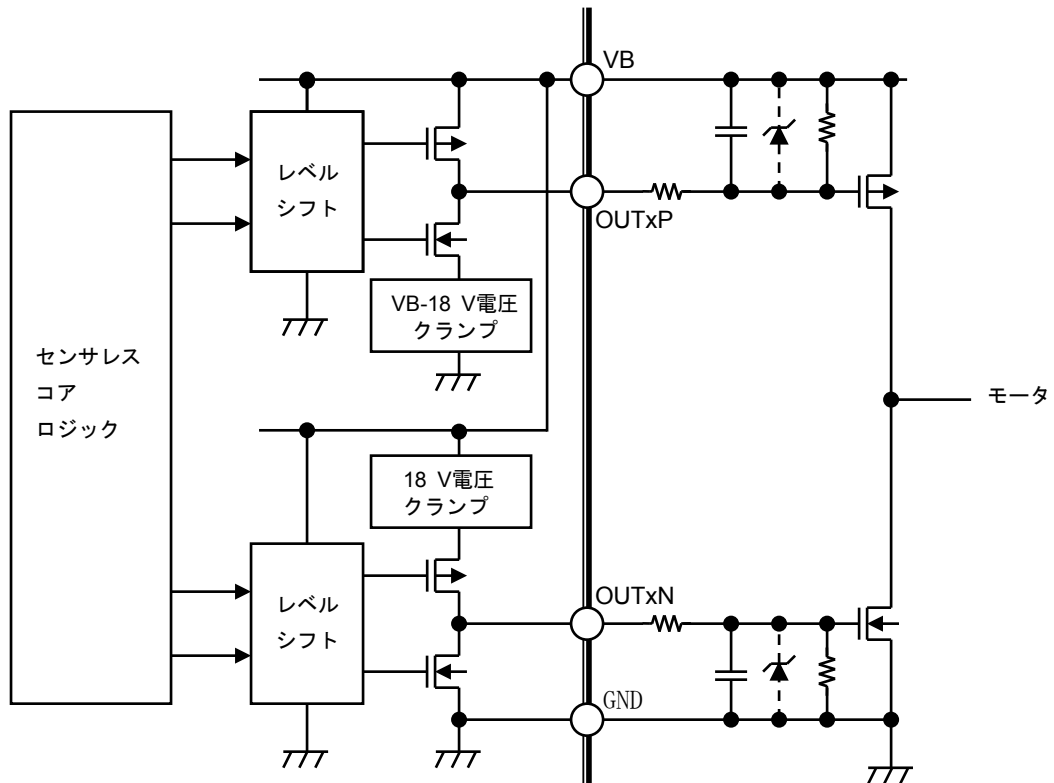 VB
レベル
シフト
OUTxP
VB-18 V電圧
クランプ
センサレス
コア
ロジック
モータ
18 V電圧
クランプ
レベル
シフト
OUTxN
GND